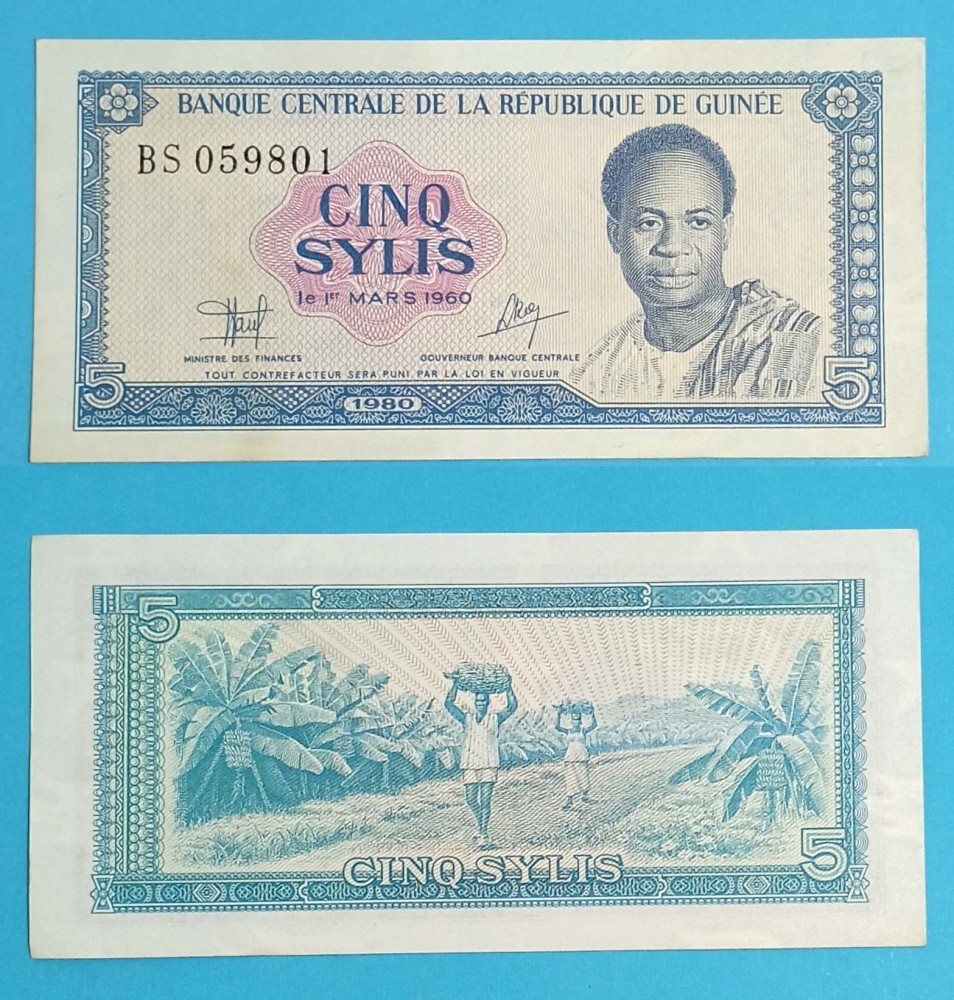 BANQUE CENTRALE DE LA RÉPUBLIQUE DE GUINÉE
BS 059801
CINQ
SYLIS
le 1er MARS 1960
MINISTRE DES FINANCES
GOUVERNEUR BANQUE CENTRALE
TOUT CONTREFACTEUR SERA PUNI PAR LA LOI EN VIGUEUR
5
5
1980
5
5
CINQ SYLIS